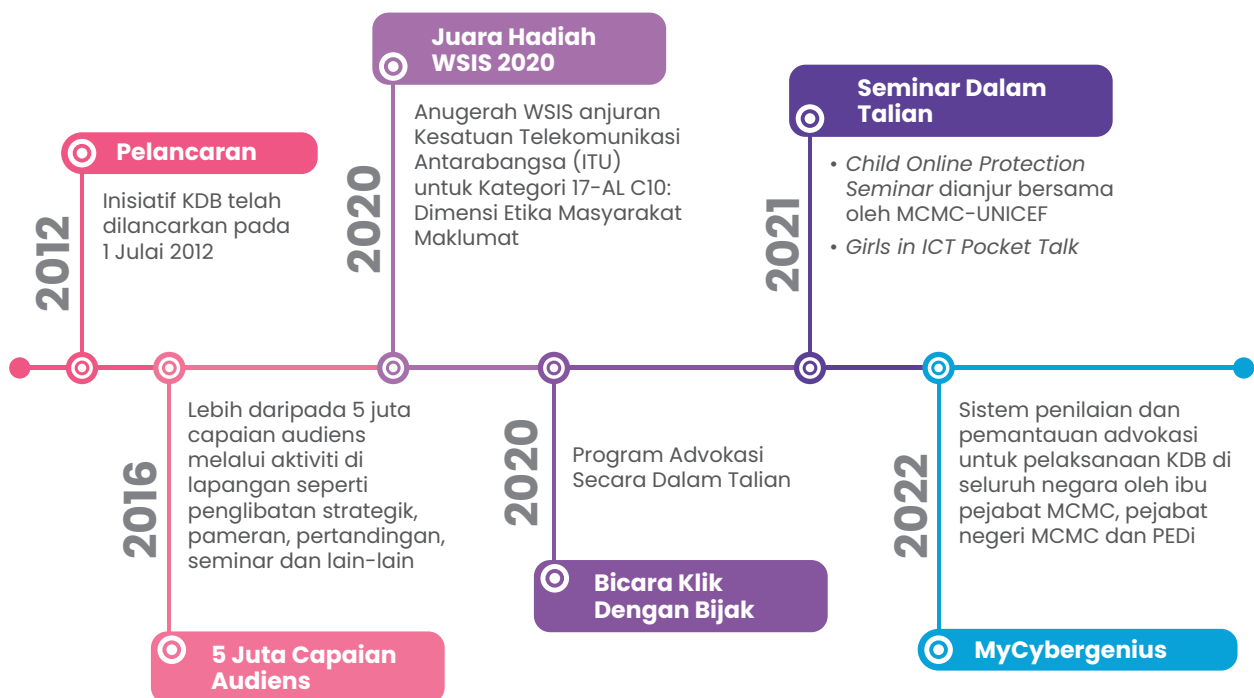 2012
Pelancaran
Inisiatif KDB telah
dilancarkan pada
1 Julai 2012
2016
Lebih daripada 5 juta
capaian audiens
melalui aktiviti di
lapangan seperti
penglibatan strategik,
pameran, pertandingan,
seminar dan lain-lain
5 Juta Capaian
Audiens
2020
Juara Hadiah
WSIS 2020
Anugerah WSIS anjuran
Kesatuan Telekomunikasi
Antarabangsa (ITU)
untuk Kategori 17-AL C10:
Dimensi Etika Masyarakat
Maklumat
2020
Program Advokasi
Secara Dalam Talian
Bicara Klik
Dengan Bijak
2021
Seminar Dalam
Talian
• Child Online Protection
Seminar dianjur bersama
oleh MCMC-UNICEF
• Girls in ICT Pocket Talk
2022
Sistem penilaian dan
pemantauan advokasi
untuk pelaksanaan KDB di
seluruh negara oleh ibu
pejabat MCMC, pejabat
negeri MCMC dan PEDi
MyCybergenius